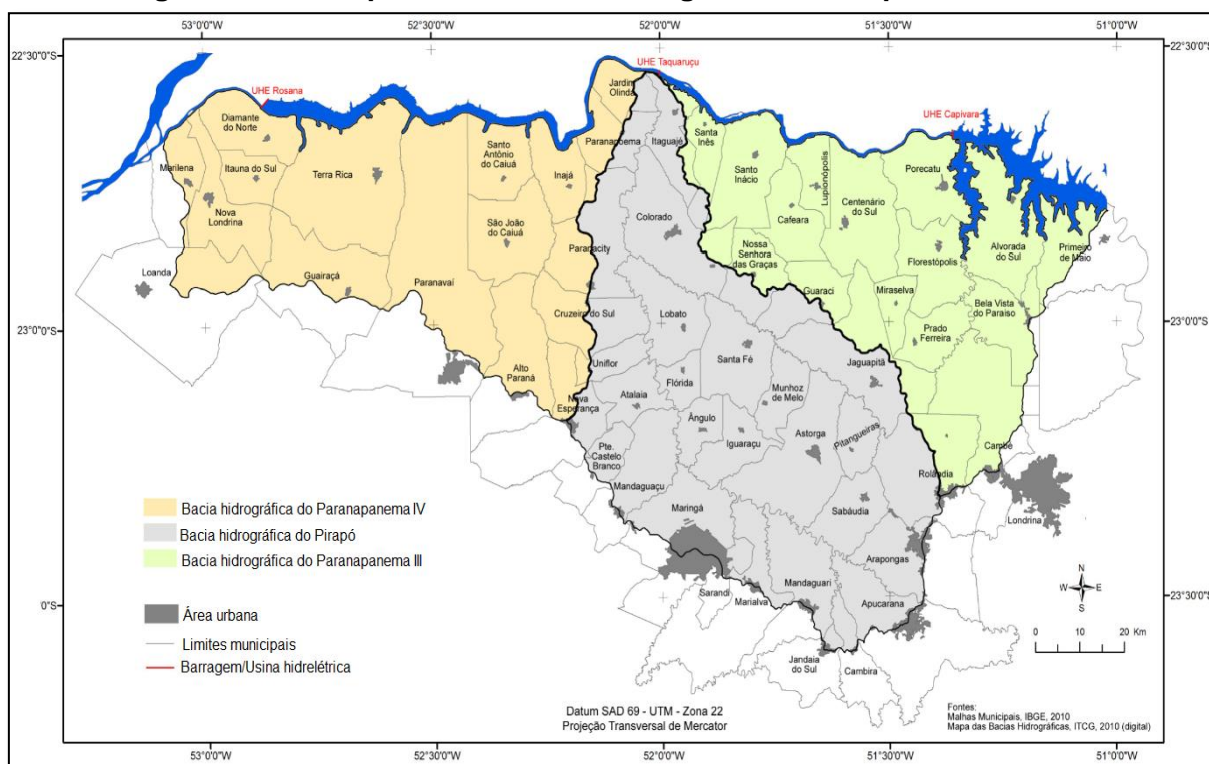 53°0'0"W
52°30'0"W
52°0'0"W
51°30'0"W
51°0'0"W
22°30'0"S
22°30'0"S
UHE Taquaruçu
UHE Rosana
UHE Capivara
Jardim
Olinda
Diamante
do Norte
Paranapoema
Itaguajé
Santa
Inês
Marilena
Itauna do Sul
Terra Rica
Santo
Antônio
do Caiuá
Inajá
Santo
Inácio
Lupionópolis
Porecatu
Nova
Londrina
São João
do Caiuá
Colorado
Cafeara
Centenário
do Sul
Paranacity
Nossa
Senhora
das Graças
Florestópolis
Alvorada
do Sul
Primeiro
de Maio
Loanda
Guairaçá
Paranavaí
Guaraci
Miraselva
Cruzeiro do Sul
Lobato
Bela Vista
do Paraiso
23°0'0"S
23°0'0"S
Prado
Ferreira
Alto
Paraná
Uniflor
Santa Fé
Jaguapitã
Flórida
Munhoz
de Melo
Nova
Esperança
Atalaia
Ângulo
Iguaraçu
Astorga
Pitangueiras
Cambé
Pte.
Castelo
Branco
Rolândia
Mandaguaçu
Maringá
Sabáudia
Londrina
Arapongas
Sarandi
Marialva
Mandaguari
Apucarana
Jandaia
do Sul
Cambira
Bacia hidrográfica do Paranapanema IV
Bacia hidrográfica do Pirapó
Bacia hidrográfica do Paranapanema III
0°S
23°30'0"S
Área urbana
Limites municipais
Barragem/Usina hidrelétrica
N
W
E
S
0 10 20 Km
Datum SAD 69 - UTM - Zona 22
Projeção Transversal de Mercator
Fontes:
Malhas Municipais, IBGE, 2010
Mapa das Bacias Hidrográficas, ITCG, 2010 (digital)
53°0'0"W
52°30'0"W
52°0'0"W
51°30'0"W
51°0'0"W